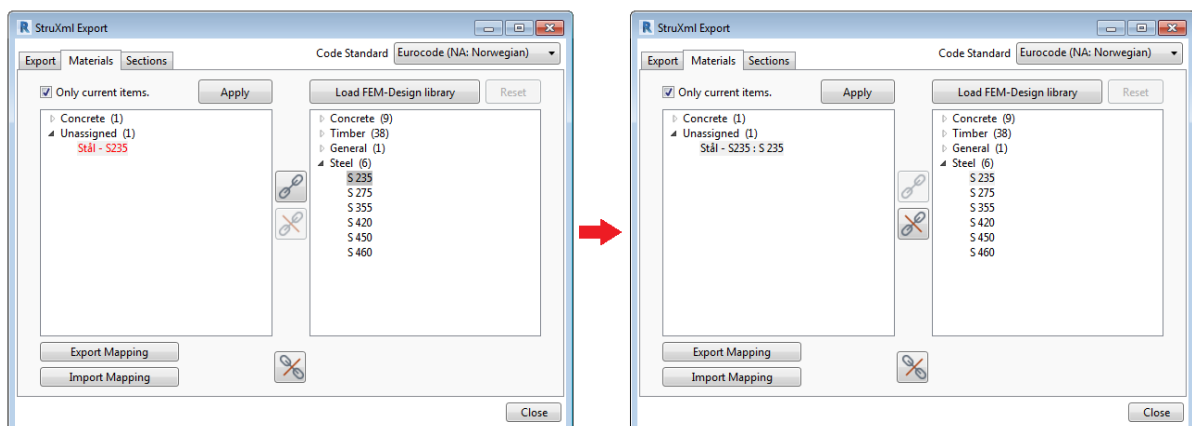 StruXml Export
Code Standard Eurocode (NA: Norwegian)
Export Materials Sections
Only current items. Apply Load FEM-Design library Reset
Concrete (1)
Unassigned (1)
Stål - S235
Concrete (9)
Timber (38)
General (1)
Steel (6)
S 235
S 275
S 355
S 420
S 450
S 460
Export Mapping
Import Mapping
Close
StruXml Export
Code Standard Eurocode (NA: Norwegian)
Export Materials Sections
Only current items. Apply Load FEM-Design library Reset
Concrete (1)
Unassigned (1)
Stål - S235 : S 235
Concrete (9)
Timber (38)
General (1)
Steel (6)
S 235
S 275
S 355
S 420
S 450
S 460
Export Mapping
Import Mapping
Close